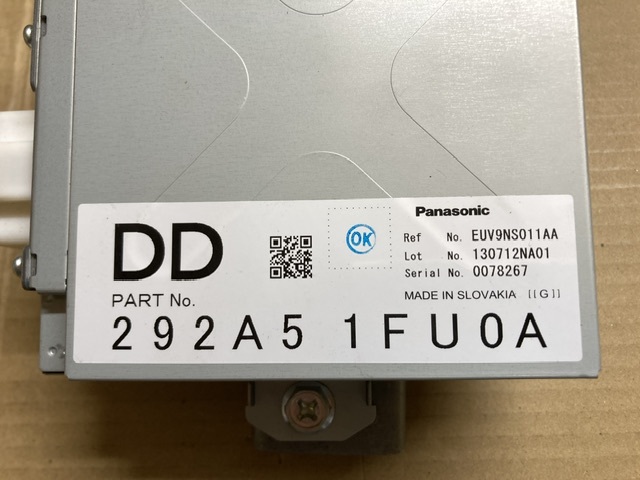 DD
PART No.
292A5 1FU0A
OK
Panasonic
Ref No. EUV9NS011AA
Lot No. 130712NA01
Serial No. 0078267
MADE IN SLOVAKIA [[G]]